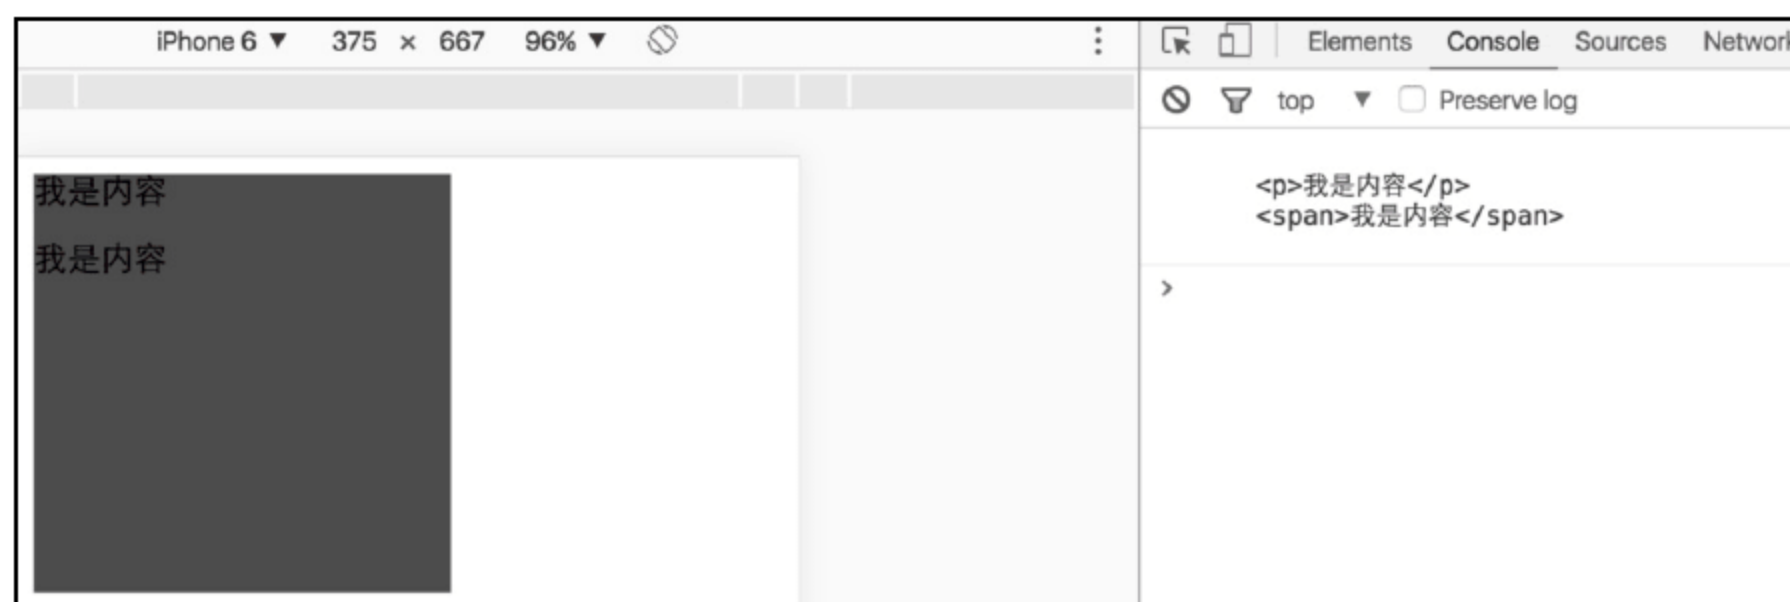 iPhone 6 ▼ 375 × 667 96% ▼
Elements Console Sources Network
top ▼ Preserve log
我是内容
我是内容
<p>我是内容</p>
<span>我是内容</span>